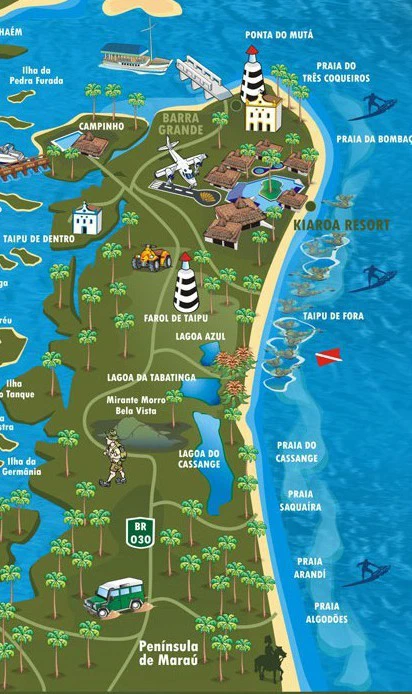 HAÉM
PONTA DO MUTÁ
Ilha da
Pedra Furada
PRAIA DO
TRÊS COQUEIROS
BARRA
GRANDE
CAMPINHO
PRAIA DA BOMBAÇ
KIAROA RESORT
TAIPU DE DENTRO
FAROL DE TAIPU
TAIPU DE FORA
LAGOA AZUL
réu
LAGOA DA TABATINGA
Ilha
o Tanque
Mirante Morro
Bela Vista
stra
PRAIA DO
CASSANGE
LAGOA DO
CASSANGE
Ilha da
Germânia
PRAIA
SAQUAÍRA
BR
030
PRAIA
ARANDÍ
PRAIA
ALGODÕES
Península
de Maraú